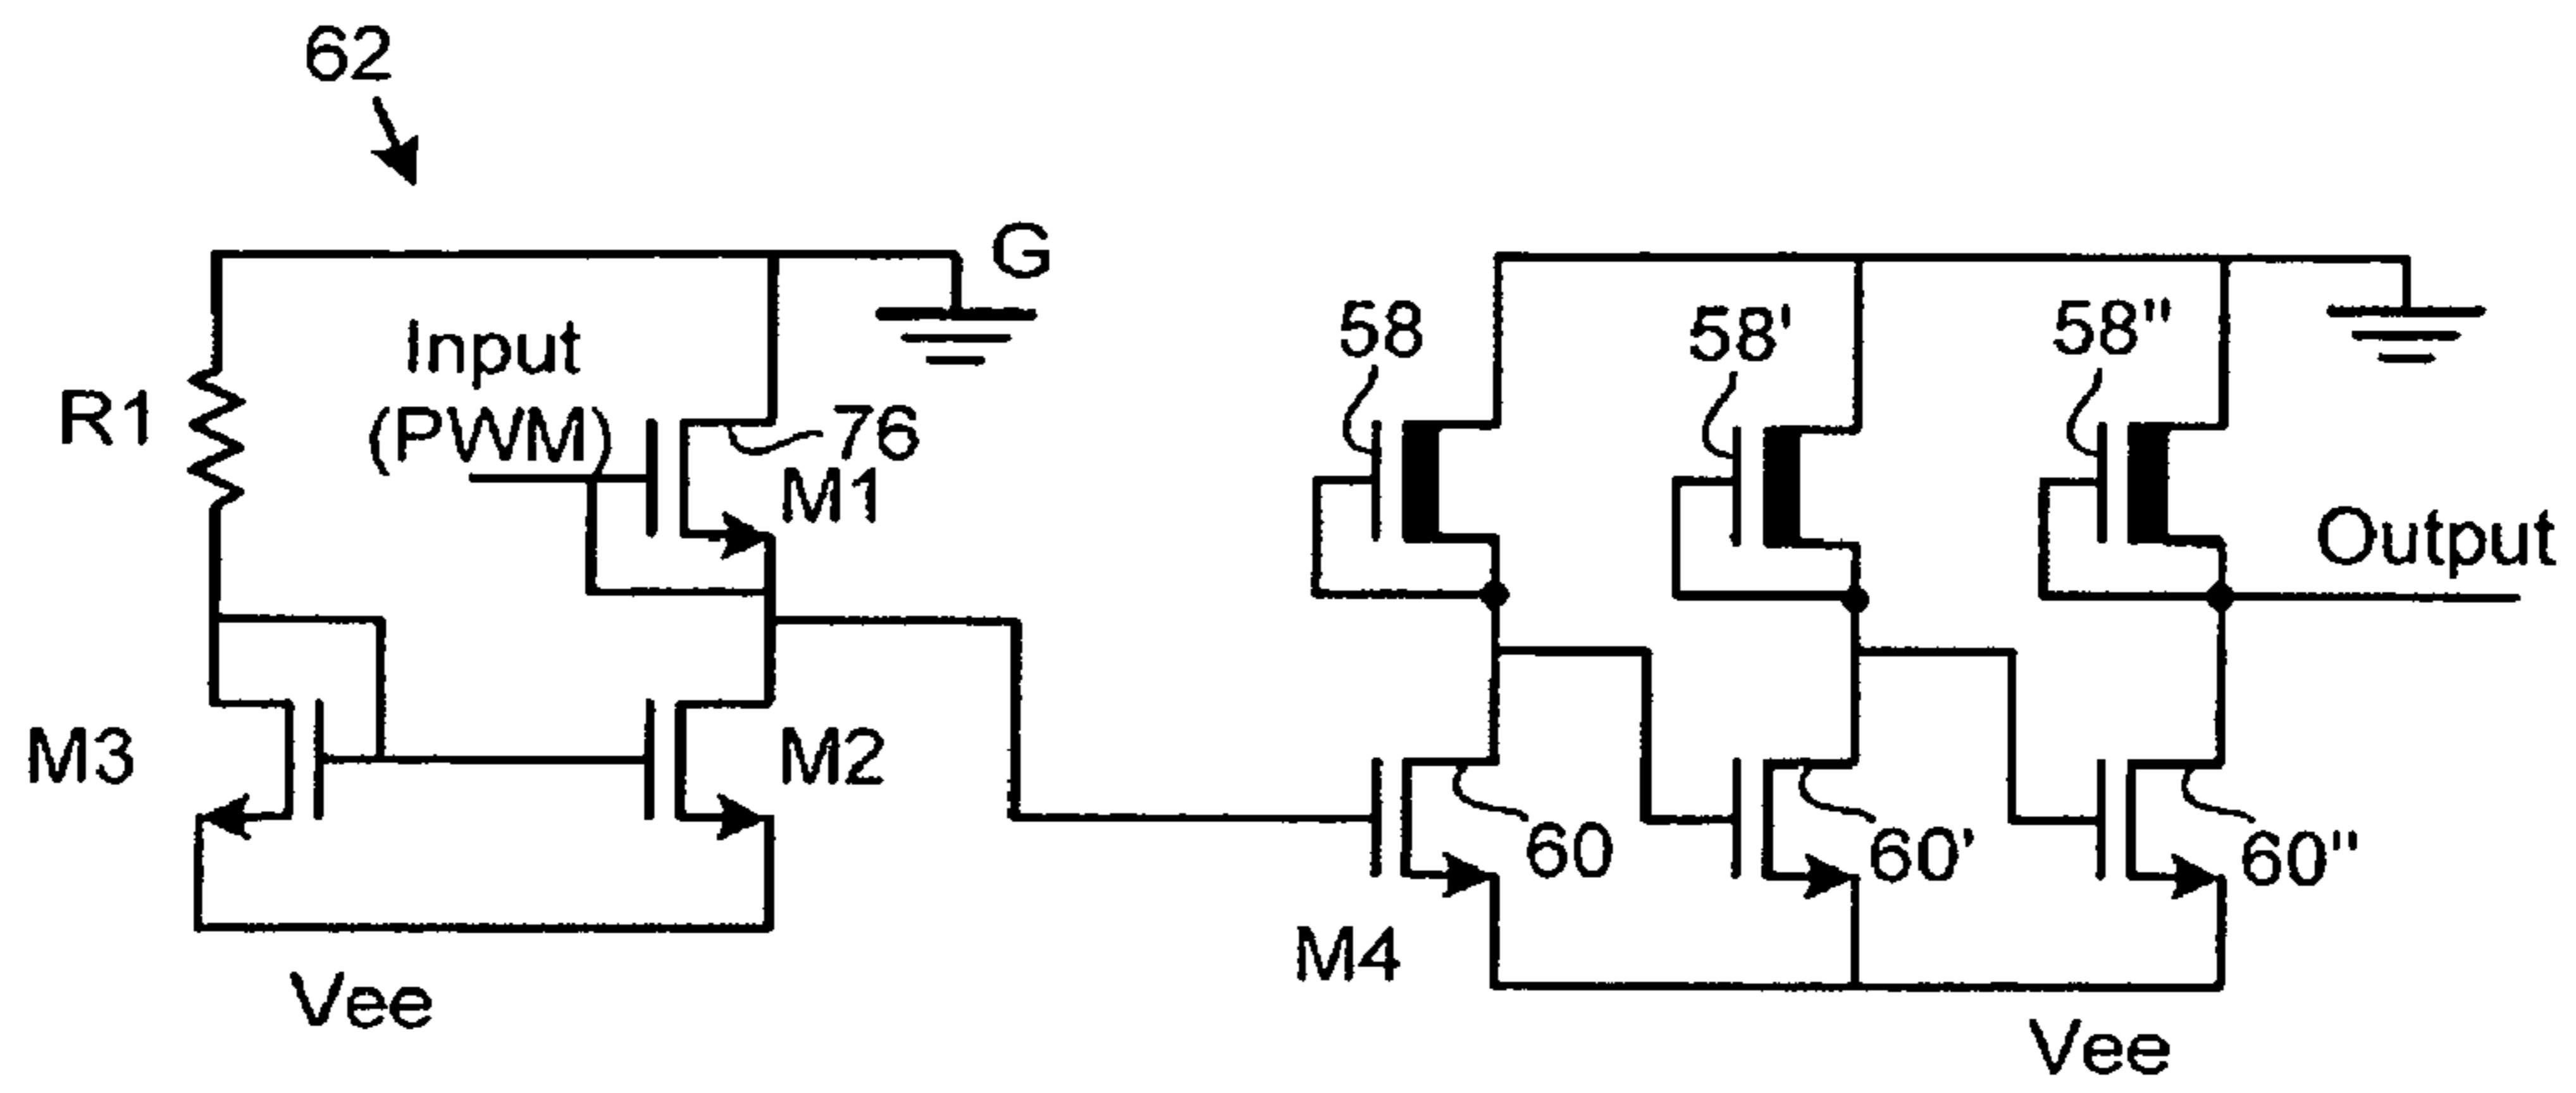 62
G
Input
(PWM)
R1
76
M1
58
58'
58"
Output
M3
M2
60
60'
60"
M4
Vee
Vee